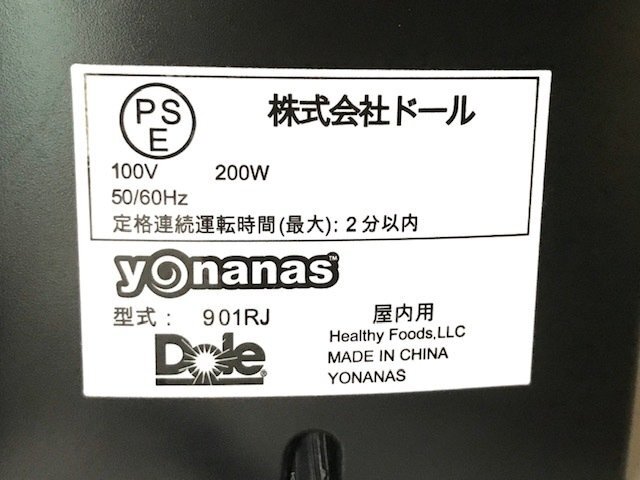 PS
E
株式会社ドール
100V 200W
50/60Hz
定格連続運転時間(最大): 2分以内
yonanas™
型式: 901RJ
屋内用
Dole®
Healthy Foods,LLC
MADE IN CHINA
YONANAS